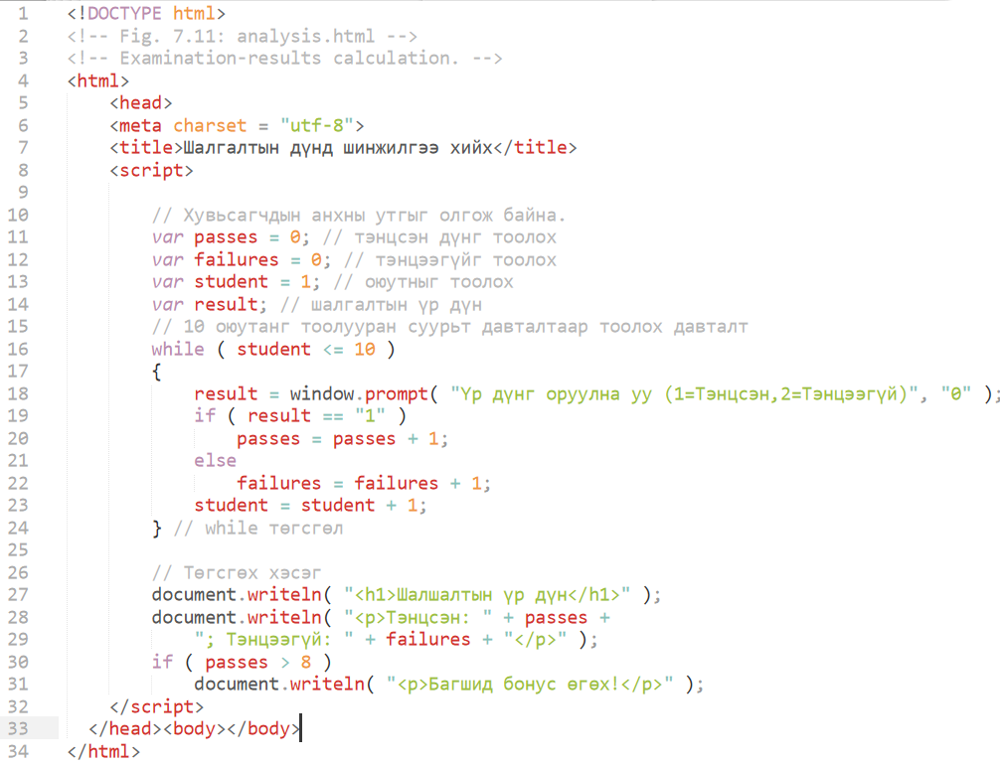 1 <!DOCTYPE html>
2 <!-- Fig. 7.11: analysis.html -->
3 <!-- Examination-results calculation. -->
4 <html>
5 <head>
6 <meta charset = "utf-8">
7 <title>Шалгалтын дүнд шинжилгээ хийх</title>
8 <script>
9
10 // Хувьсагчдын анхны утгыг олгож байна.
11 var passes = 0; // тэнцсэн дүнг тоолох
12 var failures = 0; // тэнцээгүйг тоолох
13 var student = 1; // оюутныг тоолох
14 var result; // шалгалтын үр дүн
15 // 10 оюутанг тоолууран суурьт давталтаар тоолох давталт
16 while ( student <= 10 )
17 {
18 result = window.prompt( "Үр дүнг оруулна уу (1=Тэнцсэн,2=Тэнцээгүй)", "0" );
19 if ( result == "1" )
20 passes = passes + 1;
21 else
22 failures = failures + 1;
23 student = student + 1;
24 } // while төгсгөл
25
26 // Төгсгөх хэсэг
27 document.writeln( "<h1>Шалшалтын үр дүн</h1>" );
28 document.writeln( "<p>Тэнцсэн: " + passes +
29 "; Тэнцээгүй: " + failures + "</p>" );
30 if ( passes > 8 )
31 document.writeln( "<p>Багшид бонус өгөх!</p>" );
32 </script>
33 </head><body></body>
34 </html>